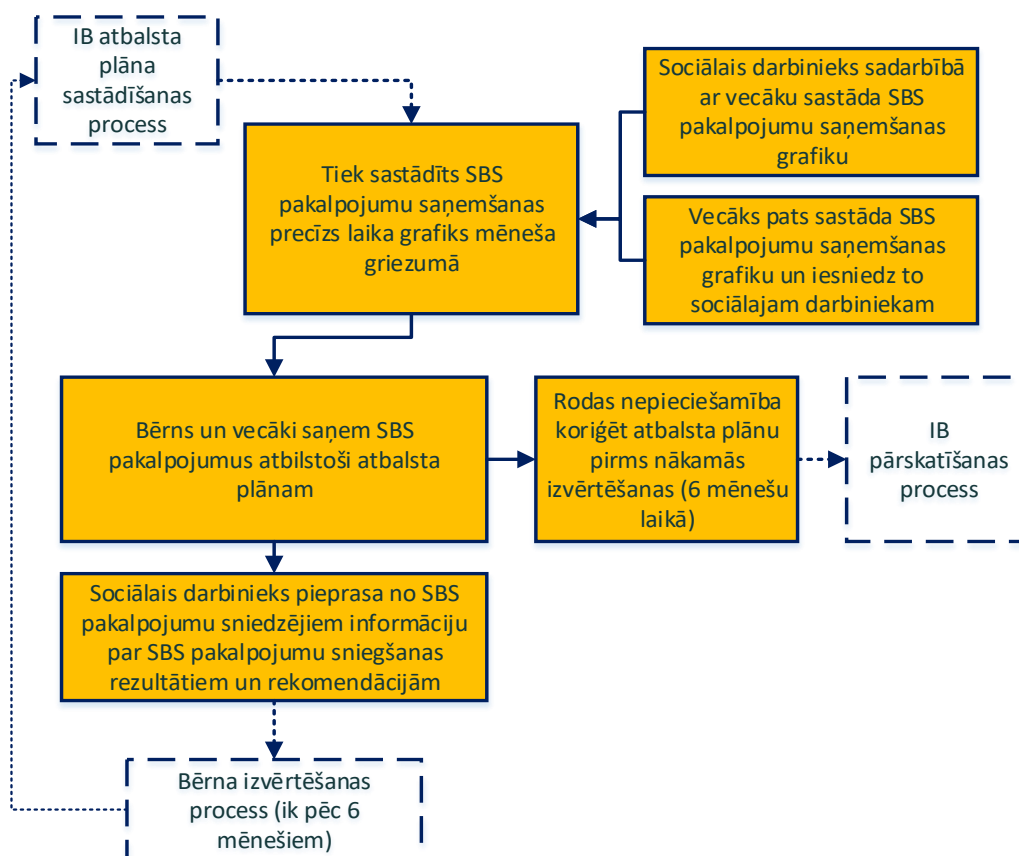 IB atbalsta
plāna
sastādīšanas
process
Sociālais darbinieks sadarbībā
ar vecāku sastāda SBS
pakalpojumu saņemšanas
grafiku
Tiek sastādīts SBS
pakalpojumu saņemšanas
precīzs laika grafiks mēneša
griezumā
Vecāks pats sastāda SBS
pakalpojumu saņemšanas
grafiku un iesniedz to
sociālajam darbiniekam
Bērns un vecāki saņem SBS
pakalpojumus atbilstoši atbalsta
plānam
Rodas nepieciešamība
koriģēt atbalsta plānu
pirms nākamās
izvērtēšanas (6 mēnešu
laikā)
IB
pārskatīšanas
process
Sociālais darbinieks pieprasa no SBS
pakalpojumu sniedzējiem informāciju
par SBS pakalpojumu sniegšanas
rezultātiem un rekomendācijām
Bērna izvērtēšanas
process (ik pēc 6
mēnešiem)